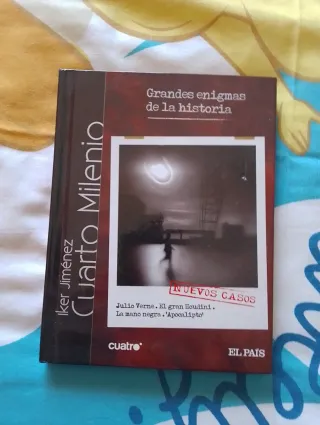 Grandes enigmas
de la historia
Iker Jiménez
Cuarto Milenio
NUEVOS CASOS
Julio Verne. El gran Houdini.
La mano negra. 'Apocalipto'
cuatro
EL PAÍS